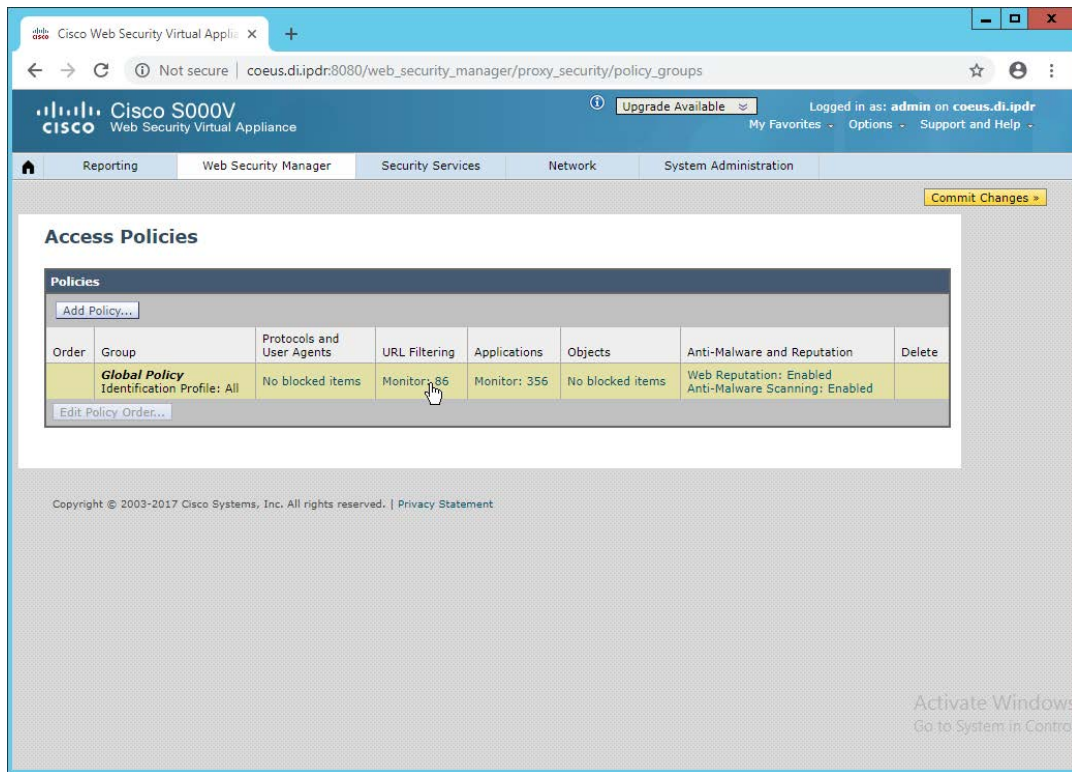 Cisco Web Security Virtual Applia
Not secure | coeus.di.ipdr:8080/web_security_manager/proxy_security/policy_groups
Cisco S000V
CISCO Web Security Virtual Appliance
Upgrade Available
Logged in as: admin on coeus.di.ipdr
My Favorites Options Support and Help
Reporting Web Security Manager Security Services Network System Administration
Commit Changes »
Access Policies
Policies
Add Policy...
Order Group Protocols and User Agents URL Filtering Applications Objects Anti-Malware and Reputation Delete
Global Policy
Identification Profile: All
No blocked items
Monitor: 86
Monitor: 356
No blocked items
Web Reputation: Enabled
Anti-Malware Scanning: Enabled
Edit Policy Order...
Copyright © 2003-2017 Cisco Systems, Inc. All rights reserved. | Privacy Statement
Activate Windows
Go to System in Contro